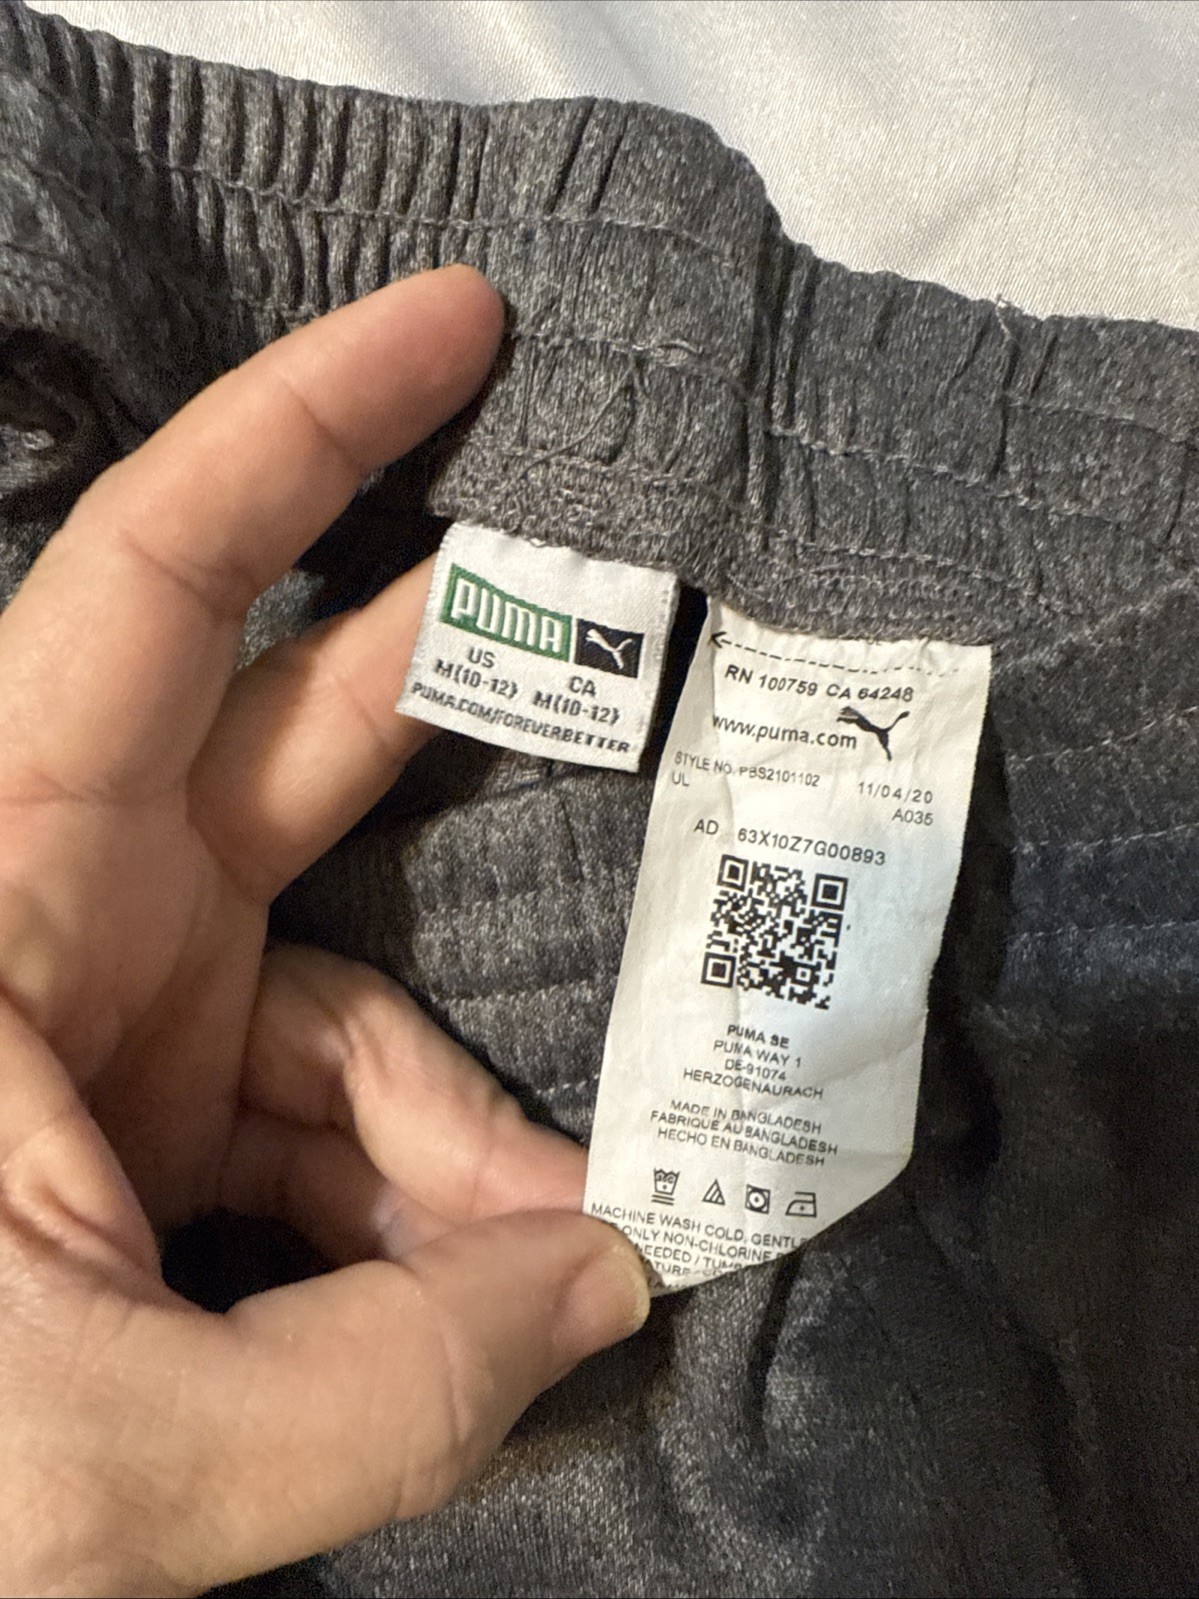 PUMA
US
M(10-12)
CA
M(10-12)
PUMA.COM/FOREVERBETTER
RN 100759 CA 64248
www.puma.com
STYLE NO. PBS2101102 11/04/20
UL A035
AD 63X10Z7G00893
PUMA SE
PUMA WAY 1
DE-91074
HERZOGENAURACH
MADE IN BANGLADESH
FABRIQUÉ AU BANGLADESH
HECHO EN BANGLADESH
MACHINE WASH COLD, GENTLE
ONLY NON-CHLORINE
NEEDED /